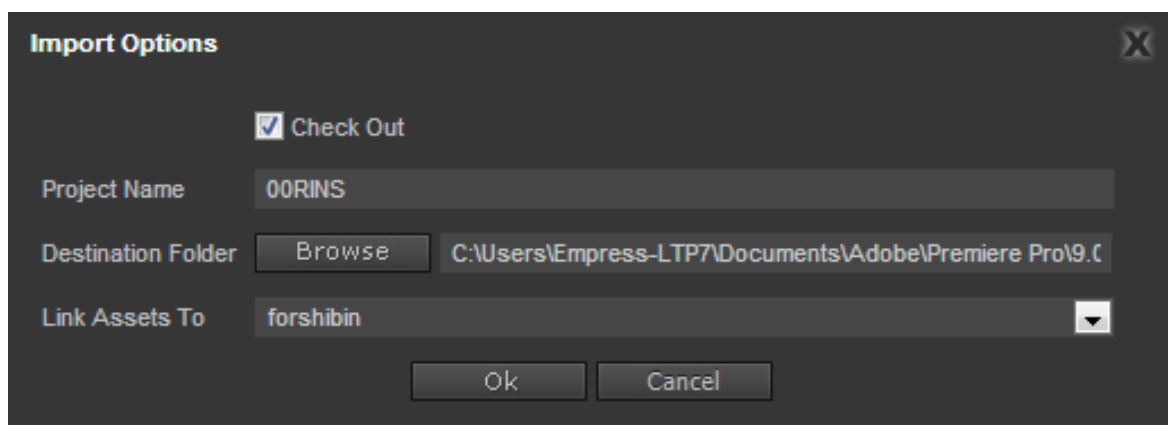 Import Options
X
Check Out
Project Name 00RINS
Destination Folder Browse C:\Users\Empress-LTP7\Documents\Adobe\Premiere Pro\9.0
Link Assets To forshibin
Ok Cancel